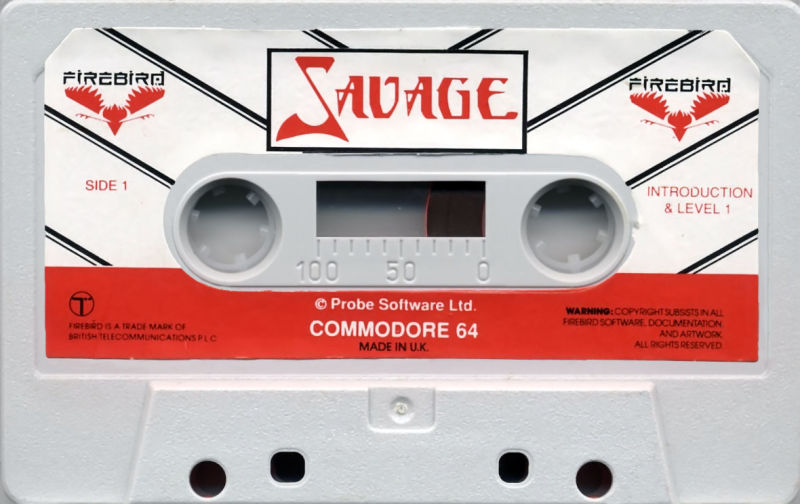 FIREBIRD
SAVAGE
FIREBIRD
SIDE 1
INTRODUCTION
& LEVEL 1
100 50 0
© Probe Software Ltd.
COMMODORE 64
MADE IN U.K.
T
FIREBIRD IS A TRADE MARK OF
BRITISH TELECOMMUNICATIONS P L C
WARNING: COPYRIGHT SUBSISTS IN ALL
FIREBIRD SOFTWARE, DOCUMENTATION
AND ARTWORK
ALL RIGHTS RESERVED